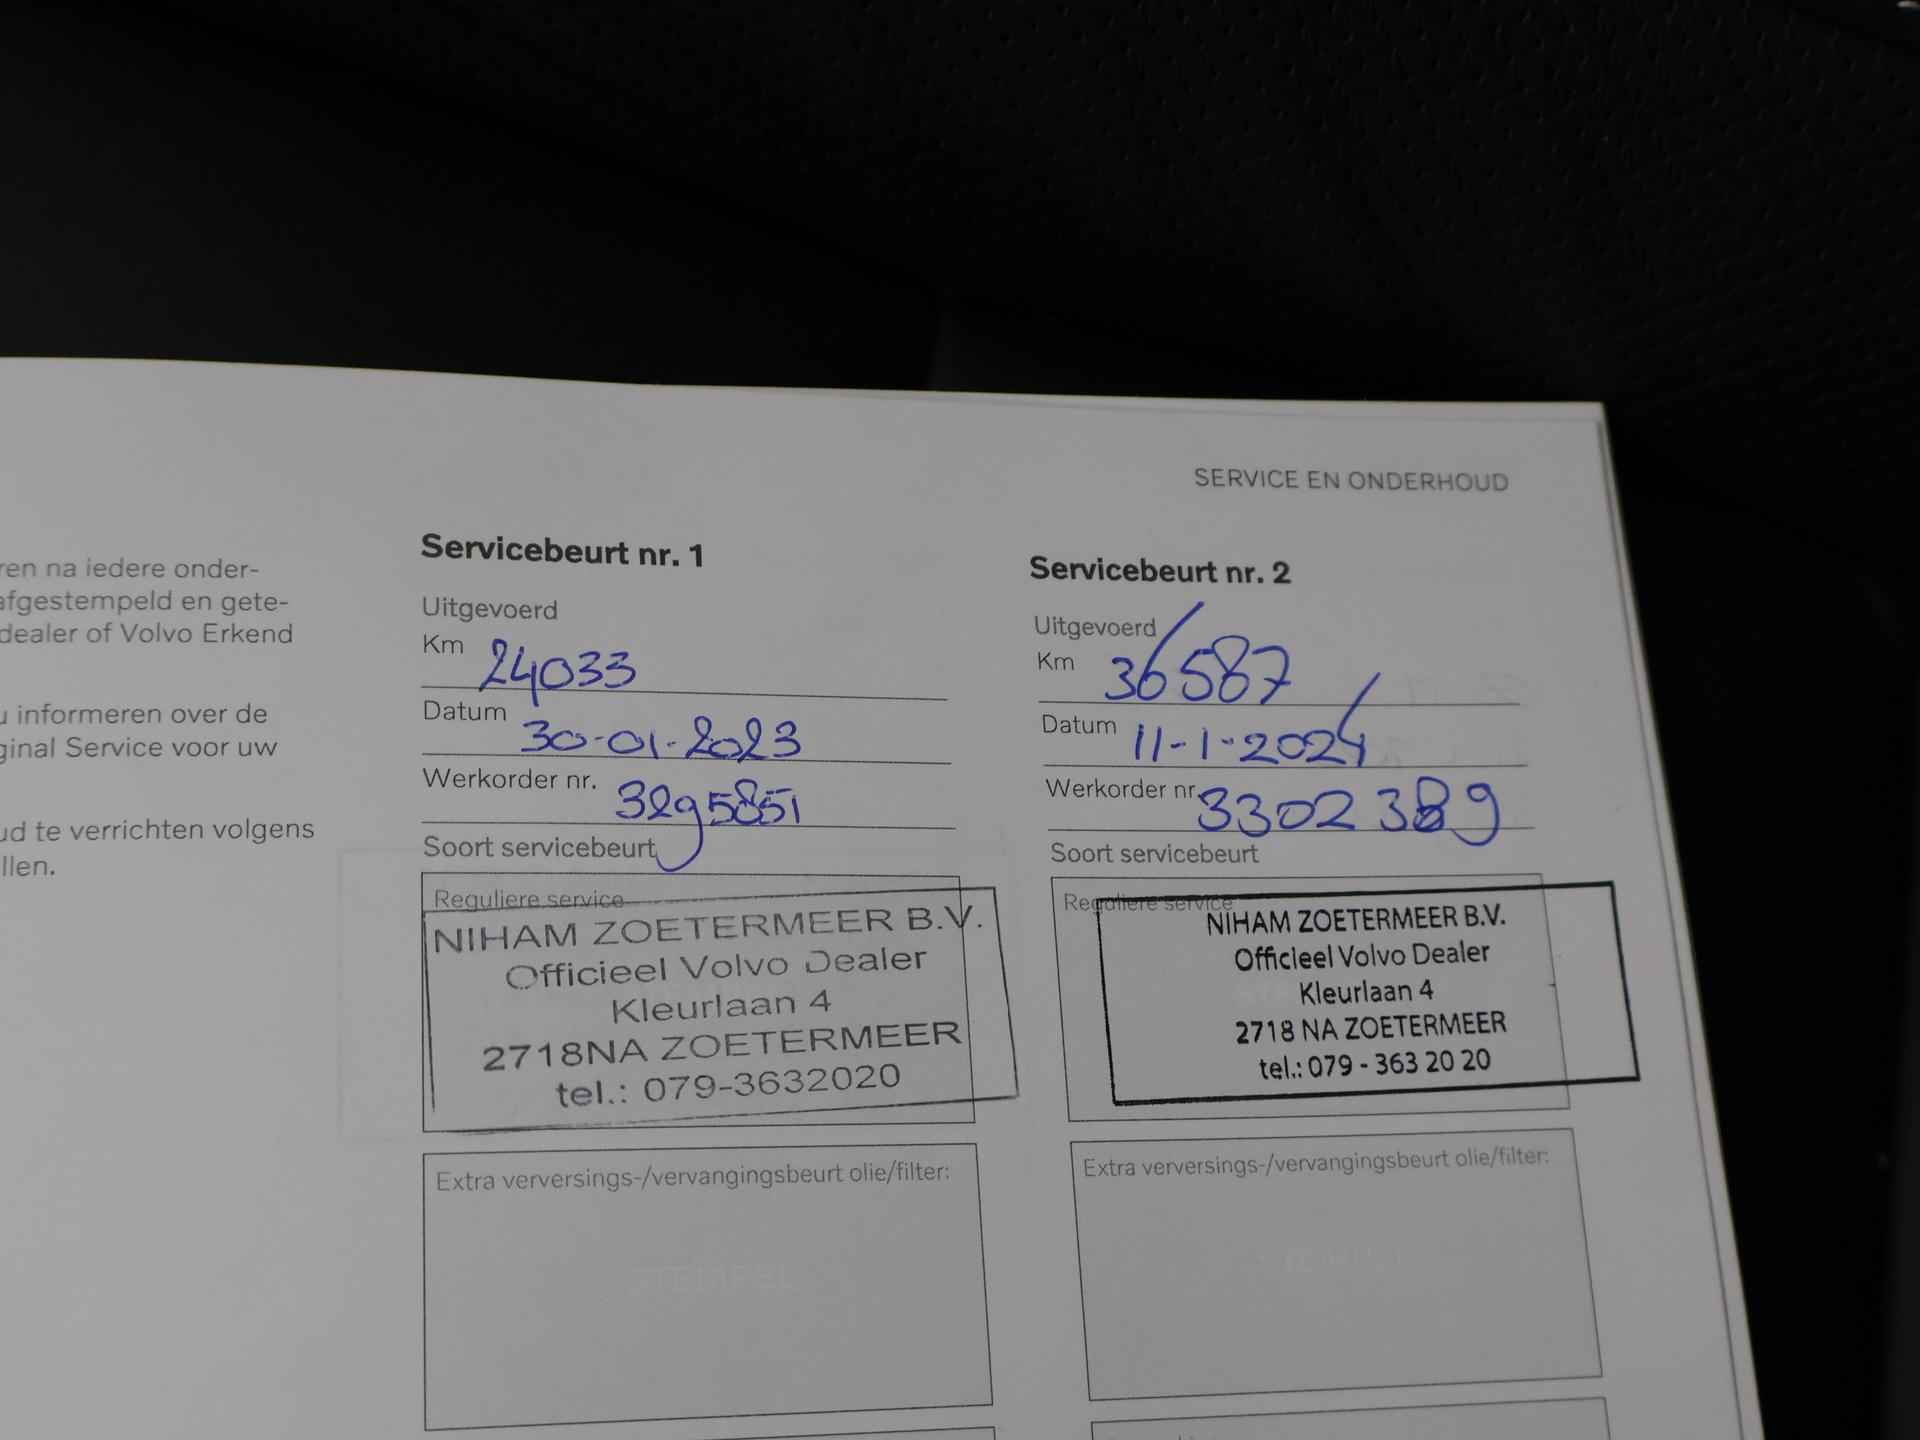 SERVICE EN ONDERHOUD
ren na iedere onder-
afgestempeld en gete-
dealer of Volvo Erkend
u informeren over de
ginal Service voor uw
ud te verrichten volgens
llen.
Servicebeurt nr. 1
Uitgevoerd
Km 24033
Datum 30-01-2023
Werkorder nr. 3295851
Soort servicebeurt
Reguliere service
NIHAM ZOETERMEER B.V.
Officieel Volvo Dealer
Kleurlaan 4
2718NA ZOETERMEER
tel.: 079-3632020
Extra verversings-/vervangingsbeurt olie/filter:
STEMPEL
Servicebeurt nr. 2
Uitgevoerd
Km 36587
Datum 11-1-2024
Werkorder nr. 3302389
Soort servicebeurt
Reguliere service
NIHAM ZOETERMEER B.V.
Officieel Volvo Dealer
Kleurlaan 4
2718 NA ZOETERMEER
tel.: 079 - 363 20 20
Extra verversings-/vervangingsbeurt olie/filter: